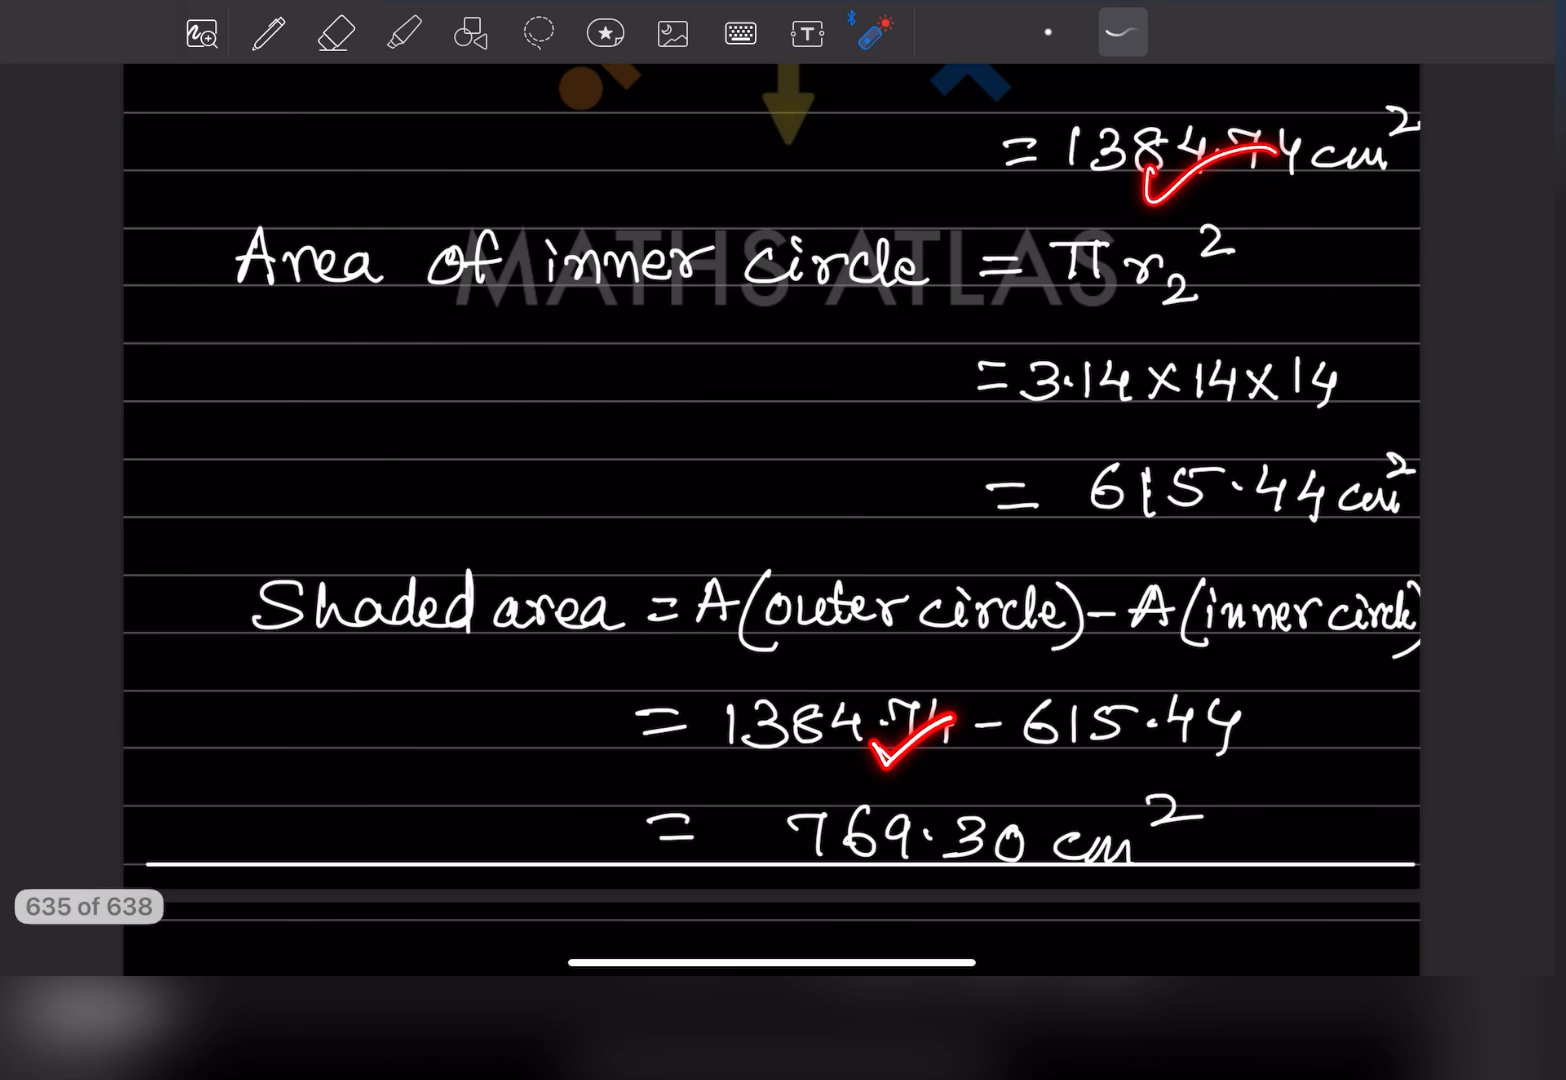 = 1384.74 cm²
MATHS ATLAS
Area of inner circle = π r₂²
= 3.14 × 14 × 14
= 615.44 cm²
Shaded area = A(outer circle) - A(inner circle)
= 1384.74 - 615.44
= 769.30 cm²
635 of 638